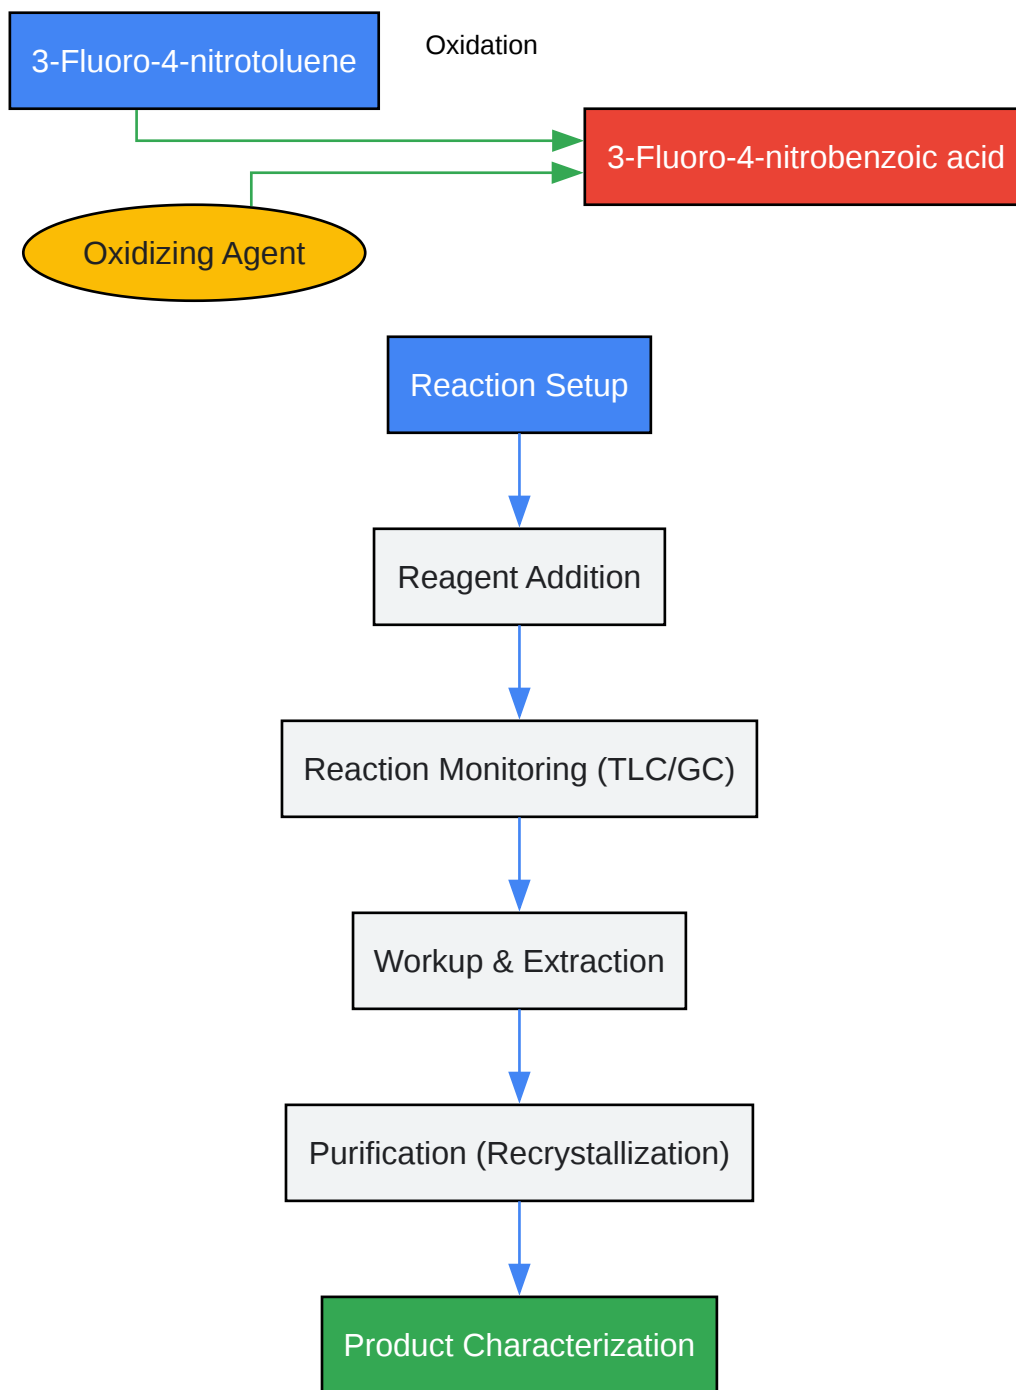 3-Fluoro-4-nitrotoluene
Oxidation
3-Fluoro-4-nitrobenzoic acid
Oxidizing Agent
Reaction Setup
Reagent Addition
Reaction Monitoring (TLC/GC)
Workup & Extraction
Purification (Recrystallization)
Product Characterization